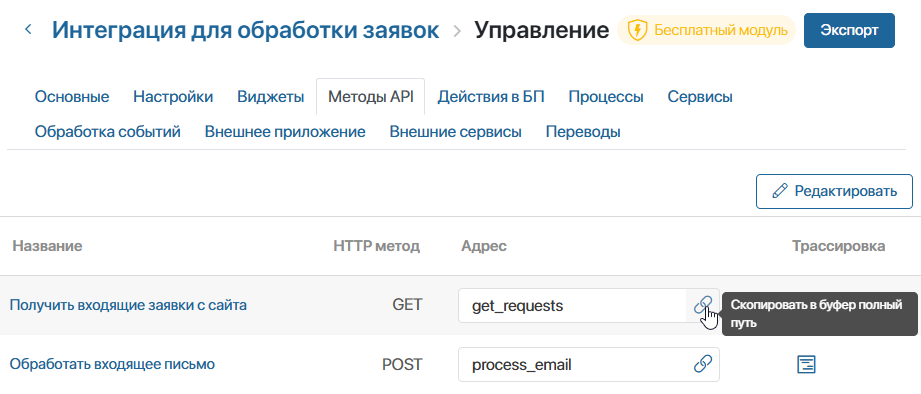 Интеграция для обработки заявок > Управление Бесплатный модуль Экспорт
Основные Настройки Виджеты Методы API Действия в БП Процессы Сервисы
Обработка событий Внешнее приложение Внешние сервисы Переводы
Редактировать
Название HTTP метод Адрес Трассировка
Получить входящие заявки с сайта GET get_requests
Скопировать в буфер полный
путь
Обработать входящее письмо POST process_email